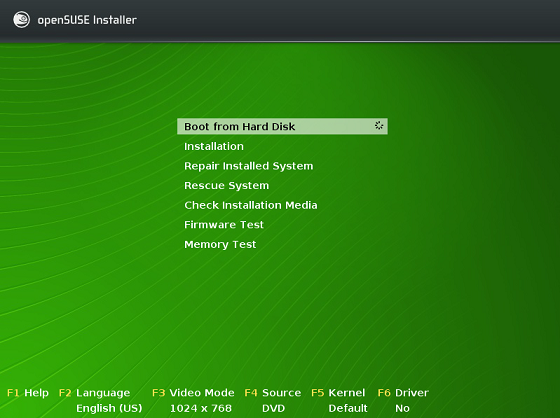 openSUSE Installer
Boot from Hard Disk
Installation
Repair Installed System
Rescue System
Check Installation Media
Firmware Test
Memory Test
F1 Help F2 Language F3 Video Mode F4 Source F5 Kernel F6 Driver
English (US) 1024 x 768 DVD Default No